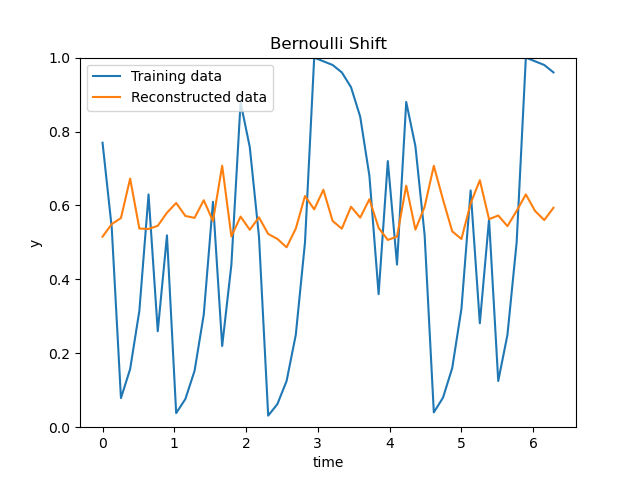 Bernoulli Shift
Training data
Reconstructed data
1.0
0.8
0.6
0.4
0.2
0.0
y
0 1 2 3 4 5 6
time